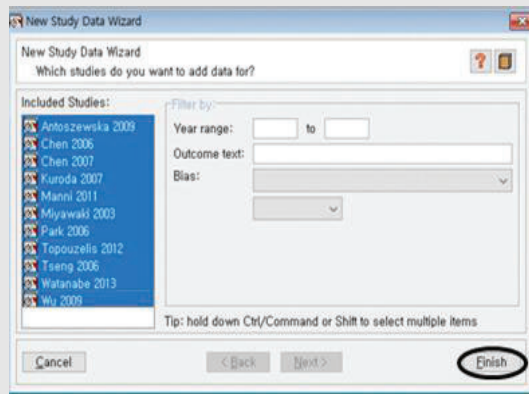 New Study Data Wizard
New Study Data Wizard
Which studies do you want to add data for?
Included Studies:
Antoszewska 2009
Chen 2006
Chen 2007
Kuroda 2007
Manni 2011
Miyawaki 2003
Park 2006
Topouzelis 2012
Tseng 2006
Watanabe 2013
Wu 2009
Filter by:
Year range: to
Outcome text:
Bias:
Tip: hold down Ctrl/Command or Shift to select multiple items
Cancel < Back Next > Finish